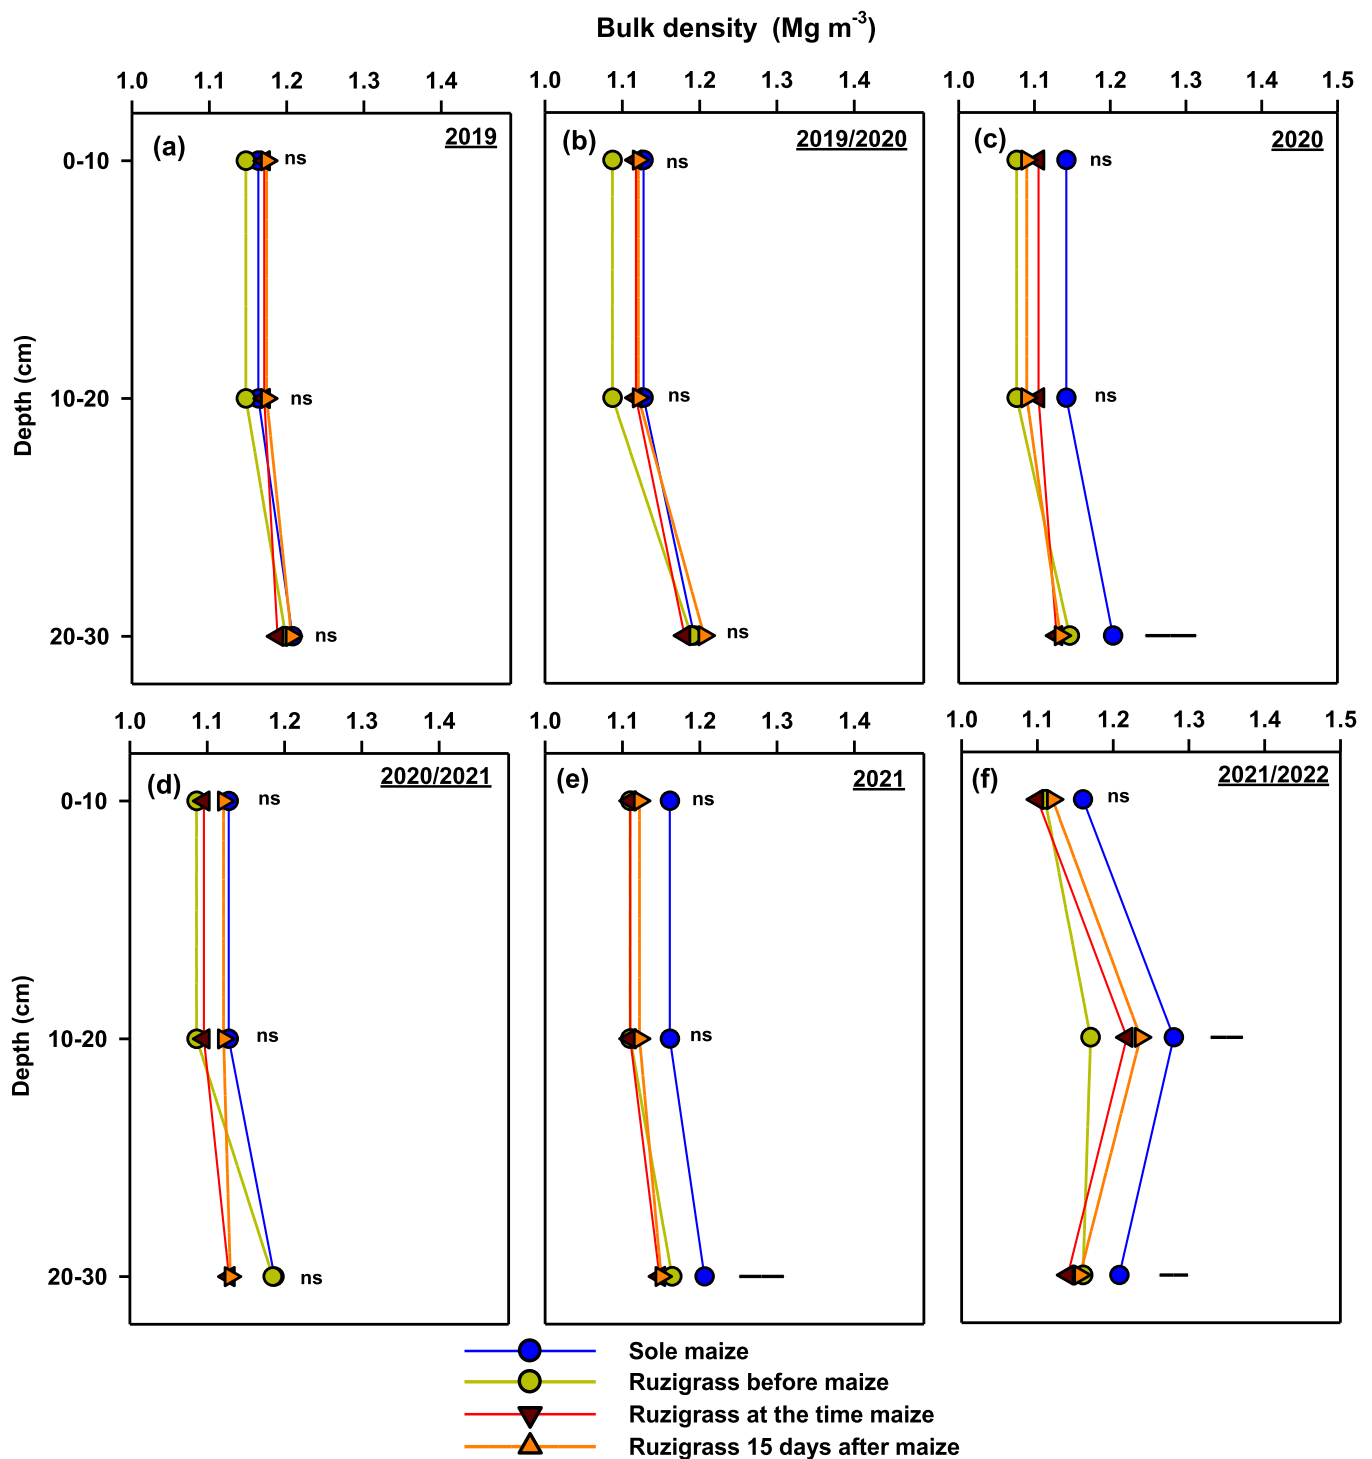 Bulk density (Mg m-3)
1.0 1.1 1.2 1.3 1.4
1.0 1.1 1.2 1.3 1.4
1.0 1.1 1.2 1.3 1.4 1.5
(a) 2019
(b) 2019/2020
(c) 2020
0-10 ns ns ns
10-20 ns ns ns
20-30 ns ns
Depth (cm)
1.0 1.1 1.2 1.3 1.4
1.0 1.1 1.2 1.3 1.4
1.0 1.1 1.2 1.3 1.4 1.5
(d) 2020/2021
(e) 2021
(f) 2021/2022
0-10 ns ns ns
10-20 ns ns
20-30 ns
Depth (cm)
Sole maize
Ruzigrass before maize
Ruzigrass at the time maize
Ruzigrass 15 days after maize